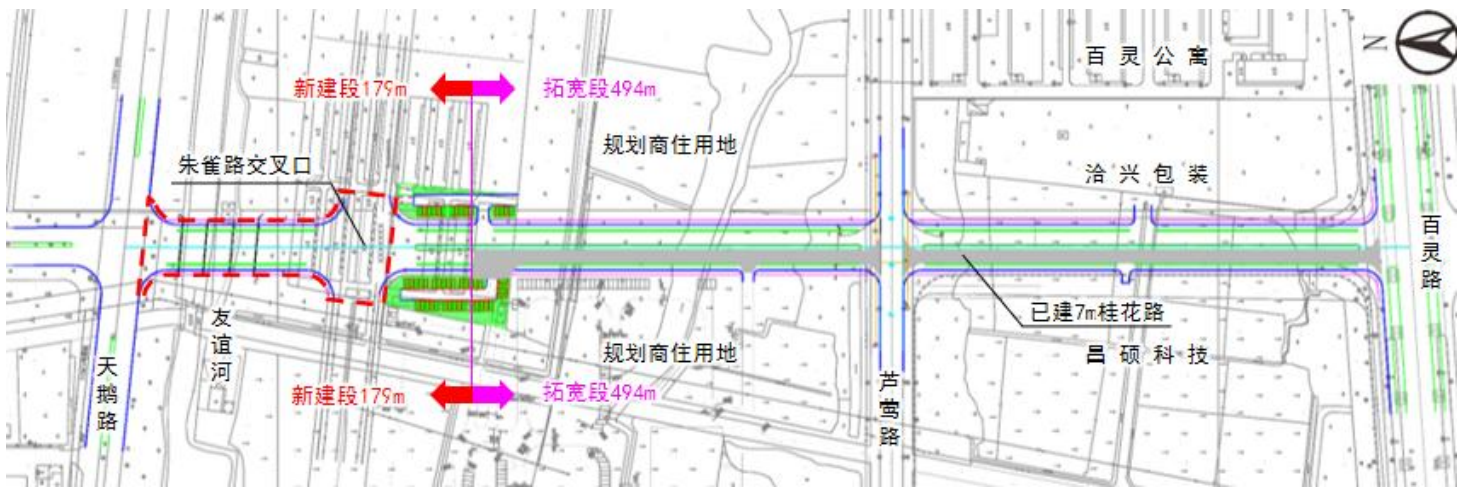 百灵公寓
N
新建段179m
拓宽段494m
规划商住用地
朱雀路交叉口
洽兴包装
百灵路
已建7m桂花路
友谊河
规划商住用地
昌硕科技
天鹅路
芦莺路
新建段179m
拓宽段494m